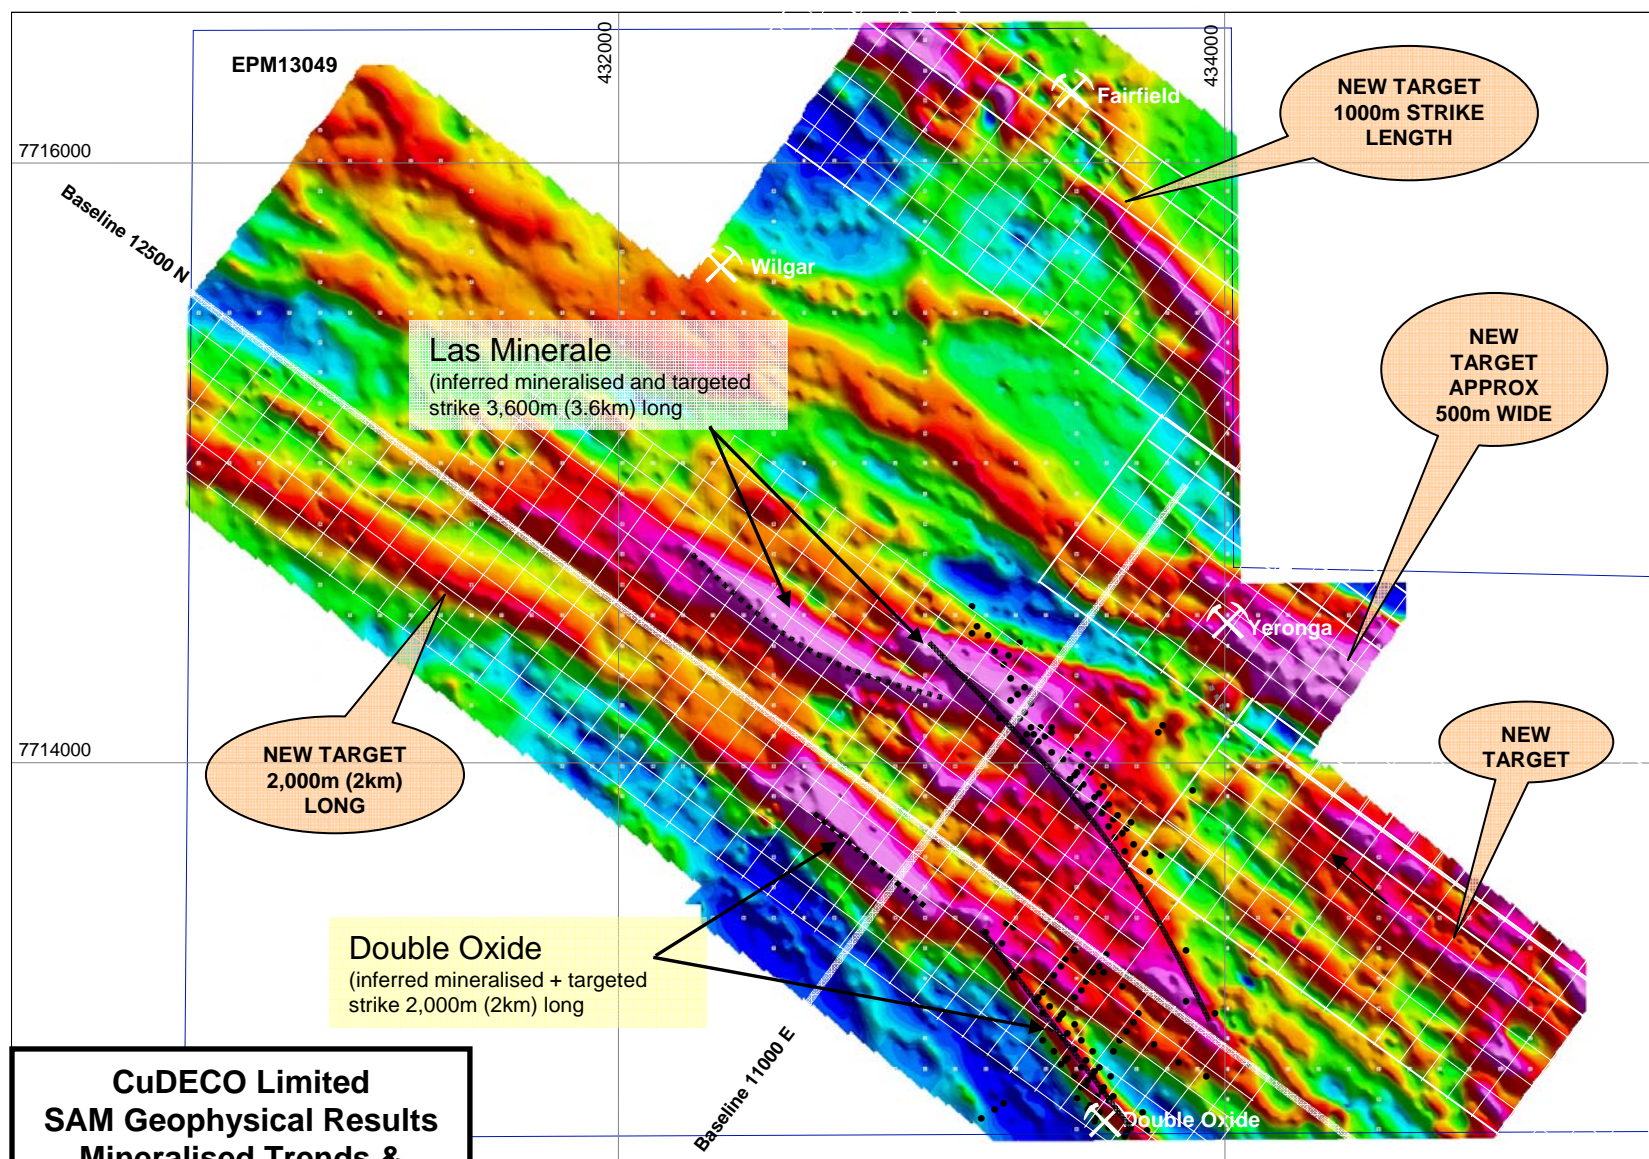 EPM13049
432000
434000
Fairfield
NEW TARGET
1000m STRIKE
LENGTH
7716000
Baseline 12500 N
Wilgar
Las Minerale
(inferred mineralised and targeted
strike 3,600m (3.6km) long
NEW
TARGET
APPROX
500m WIDE
Yeronga
NEW TARGET
2,000m (2km)
LONG
7714000
NEW
TARGET
Double Oxide
(inferred mineralised + targeted
strike 2,000m (2km) long
Baseline 11000 E
Double Oxide
CuDECO Limited
SAM Geophysical Results
Mineralised Trends &